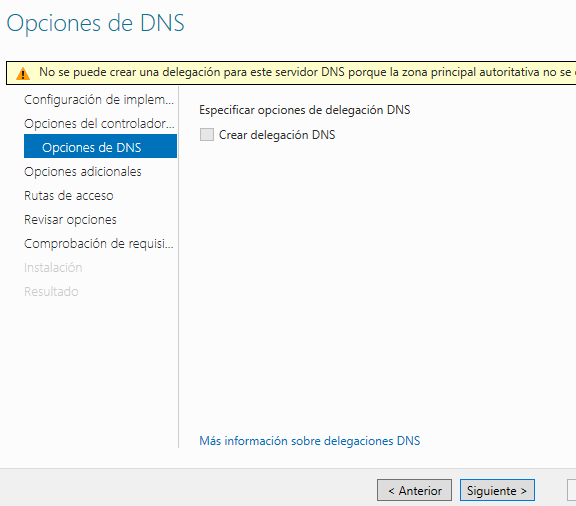 Opciones de DNS
No se puede crear una delegación para este servidor DNS porque la zona principal autoritativa no se
Configuración de implem...
Opciones del controlador...
Opciones de DNS
Opciones adicionales
Rutas de acceso
Revisar opciones
Comprobación de requisi...
Instalación
Resultado
Especificar opciones de delegación DNS
Crear delegación DNS
Más información sobre delegaciones DNS
< Anterior
Siguiente >